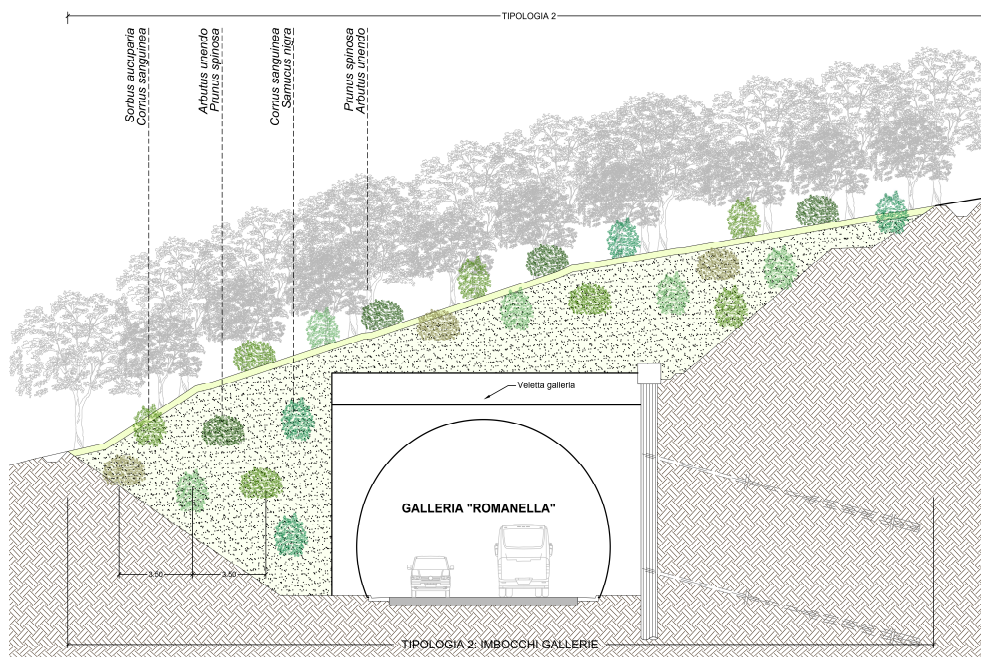 TIPOLOGIA 2
Sorbus aucuparia
Cornus sanguinea
Arbutus unendo
Prunus spinosa
Cornus sanguinea
Samucus nigra
Prunus spinosa
Arbutus unendo
Veletta galleria
GALLERIA "ROMANELLA"
3.50
3.50
TIPOLOGIA 2: IMBOCCHI GALLERIE